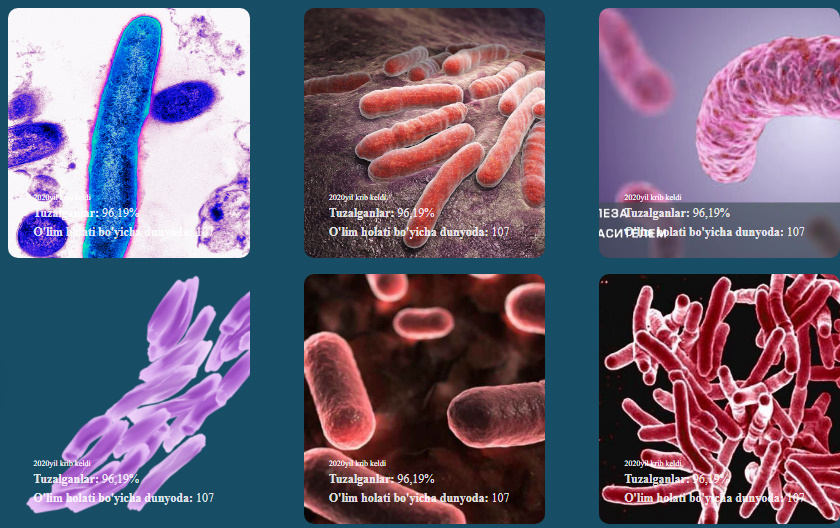 2020yil krib keldi
Tuzalganlar: 96,19%
O'lim holati bo'yicha dunyoda: 107
2020yil krib keldi
Tuzalganlar: 96,19%
O'lim holati bo'yicha dunyoda: 107
2020yil krib keldi
Tuzalganlar: 96,19%
O'lim holati bo'yicha dunyoda: 107
2020yil krib keldi
Tuzalganlar: 96,19%
O'lim holati bo'yicha dunyoda: 107
2020yil krib keldi
Tuzalganlar: 96,19%
O'lim holati bo'yicha dunyoda: 107
2020yil krib keldi
Tuzalganlar: 96,19%
O'lim holati bo'yicha dunyoda: 107